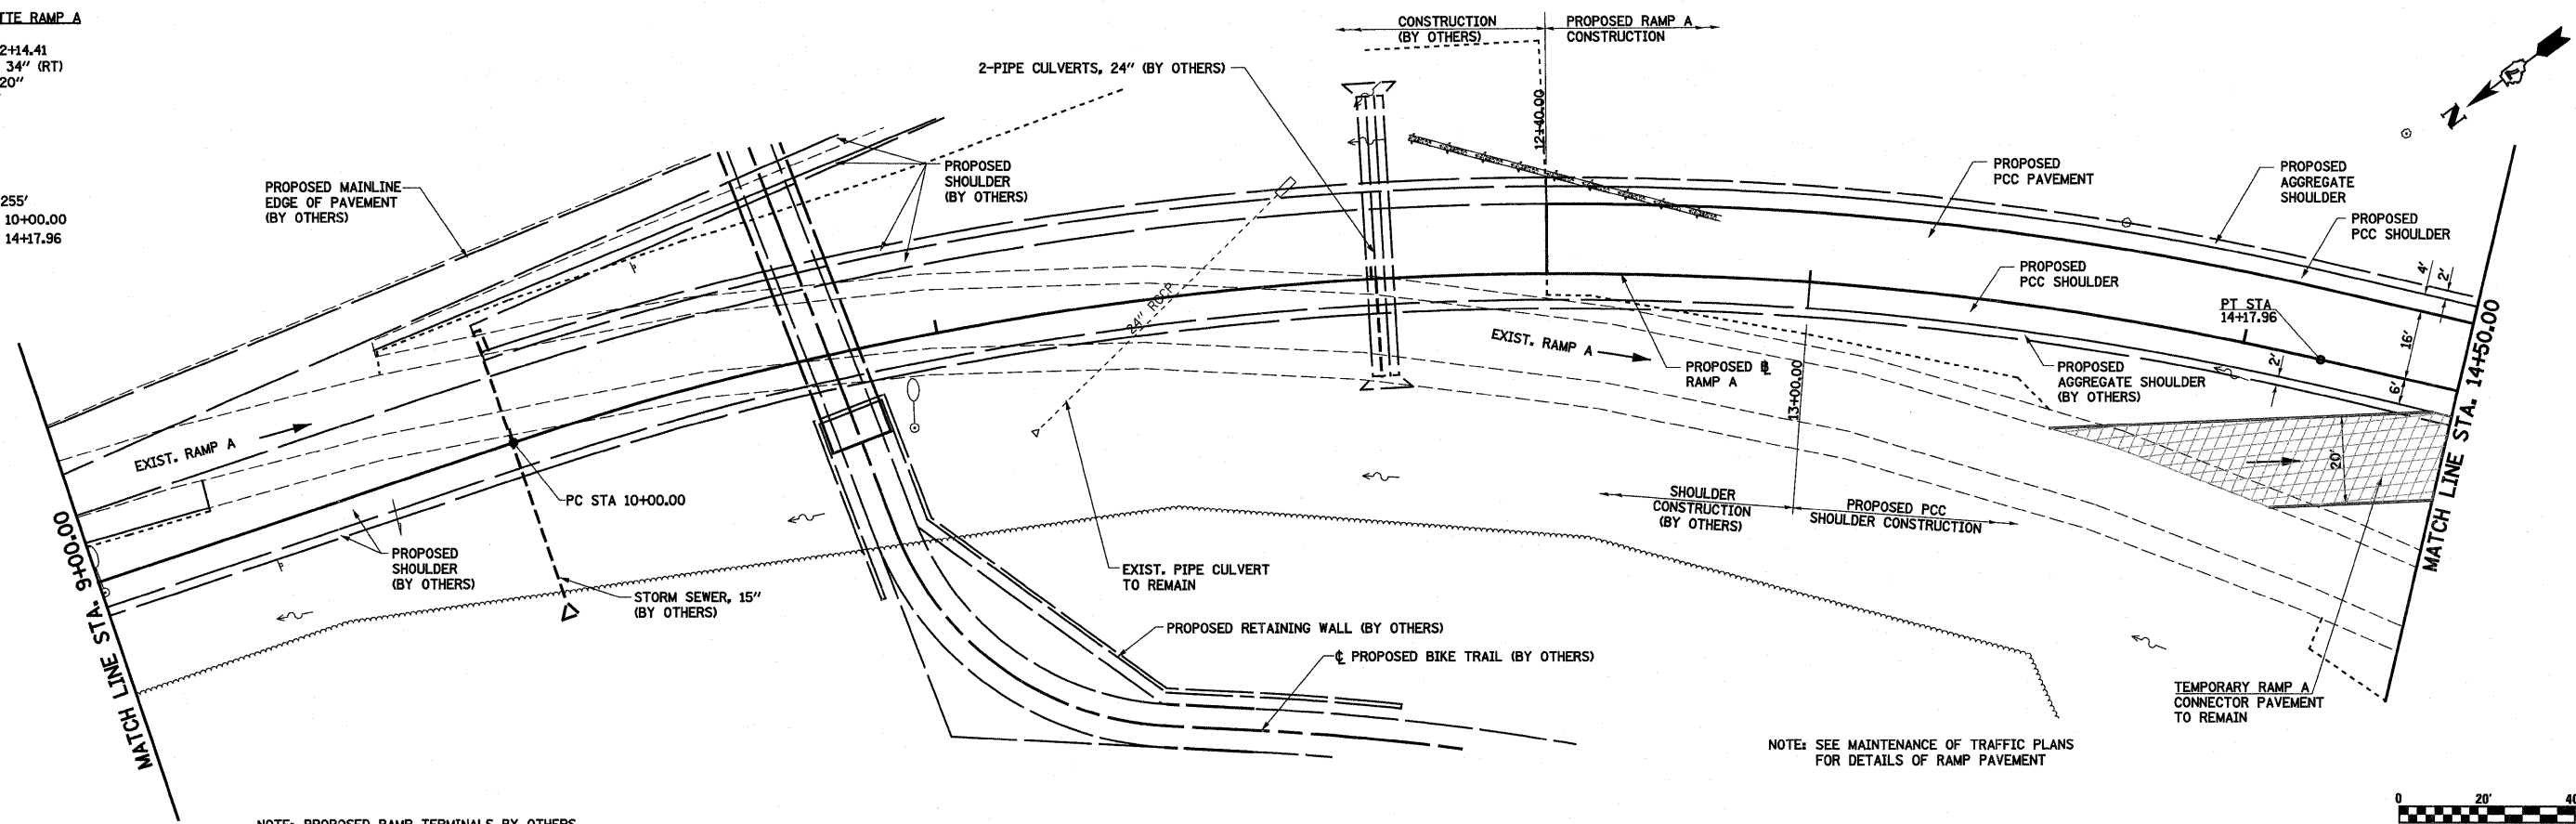 TTE RAMP A
2+14.41
34" (RT)
20"
255'
10+00.00
14+17.96
CONSTRUCTION
(BY OTHERS)
PROPOSED RAMP A
CONSTRUCTION
2-PIPE CULVERTS, 24" (BY OTHERS)
12+40.00
N
PROPOSED MAINLINE
EDGE OF PAVEMENT
(BY OTHERS)
PROPOSED
SHOULDER
(BY OTHERS)
PROPOSED
PCC PAVEMENT
PROPOSED
AGGREGATE
SHOULDER
PROPOSED
PCC SHOULDER
PROPOSED
PCC SHOULDER
4'
2'
PT STA
14+17.96
16'
2'
6'
24" RCCP
EXIST. RAMP A
PROPOSED ⅊
RAMP A
13+00.00
PROPOSED
AGGREGATE SHOULDER
(BY OTHERS)
EXIST. RAMP A
PC STA 10+00.00
20'
SHOULDER
CONSTRUCTION
(BY OTHERS)
PROPOSED PCC
SHOULDER CONSTRUCTION
MATCH LINE STA. 9+00.00
MATCH LINE STA. 14+50.00
PROPOSED
SHOULDER
(BY OTHERS)
STORM SEWER, 15"
(BY OTHERS)
EXIST. PIPE CULVERT
TO REMAIN
PROPOSED RETAINING WALL (BY OTHERS)
℄ PROPOSED BIKE TRAIL (BY OTHERS)
TEMPORARY RAMP A
CONNECTOR PAVEMENT
TO REMAIN
NOTE: SEE MAINTENANCE OF TRAFFIC PLANS
FOR DETAILS OF RAMP PAVEMENT
0 20' 40
NOTE: PROPOSED RAMP TERMINALS BY OTHERS